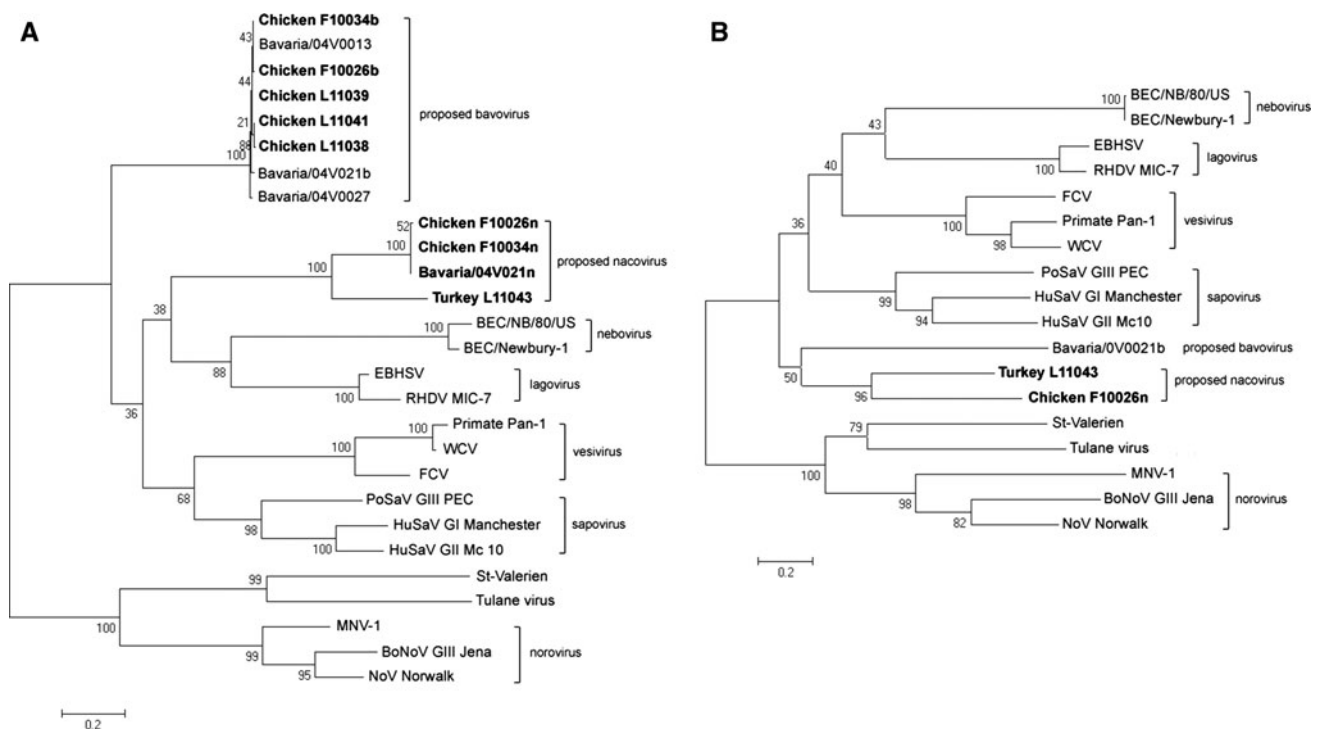 A
Chicken F10034b
43
Bavaria/04V0013
Chicken F10026b
44
Chicken L11039
proposed bavovirus
21
Chicken L11041
86
Chicken L11038
100
Bavaria/04V021b
Bavaria/04V0027
52
Chicken F10026n
100
Chicken F10034n
100
Bavaria/04V021n
proposed nacovirus
Turkey L11043
38
100
BEC/NB/80/US
nebovirus
BEC/Newbury-1
88
EBHSV
lagovirus
100
RHDV MIC-7
36
100
Primate Pan-1
100
WCV
vesivirus
FCV
68
PoSaV GIII PEC
98
HuSaV GI Manchester
sapovirus
100
HuSaV GII Mc 10
99
St-Valerien
Tulane virus
100
MNV-1
99
BoNoV GIII Jena
norovirus
95
NoV Norwalk
0.2
B
100
BEC/NB/80/US
nebovirus
BEC/Newbury-1
43
EBHSV
lagovirus
100
RHDV MIC-7
40
FCV
100
Primate Pan-1
vesivirus
98
WCV
36
PoSaV GIII PEC
99
HuSaV GI Manchester
sapovirus
94
HuSaV GII Mc10
Bavaria/0V0021b
proposed bavovirus
50
Turkey L11043
proposed nacovirus
96
Chicken F10026n
79
St-Valerien
Tulane virus
100
MNV-1
98
BoNoV GIII Jena
norovirus
82
NoV Norwalk
0.2